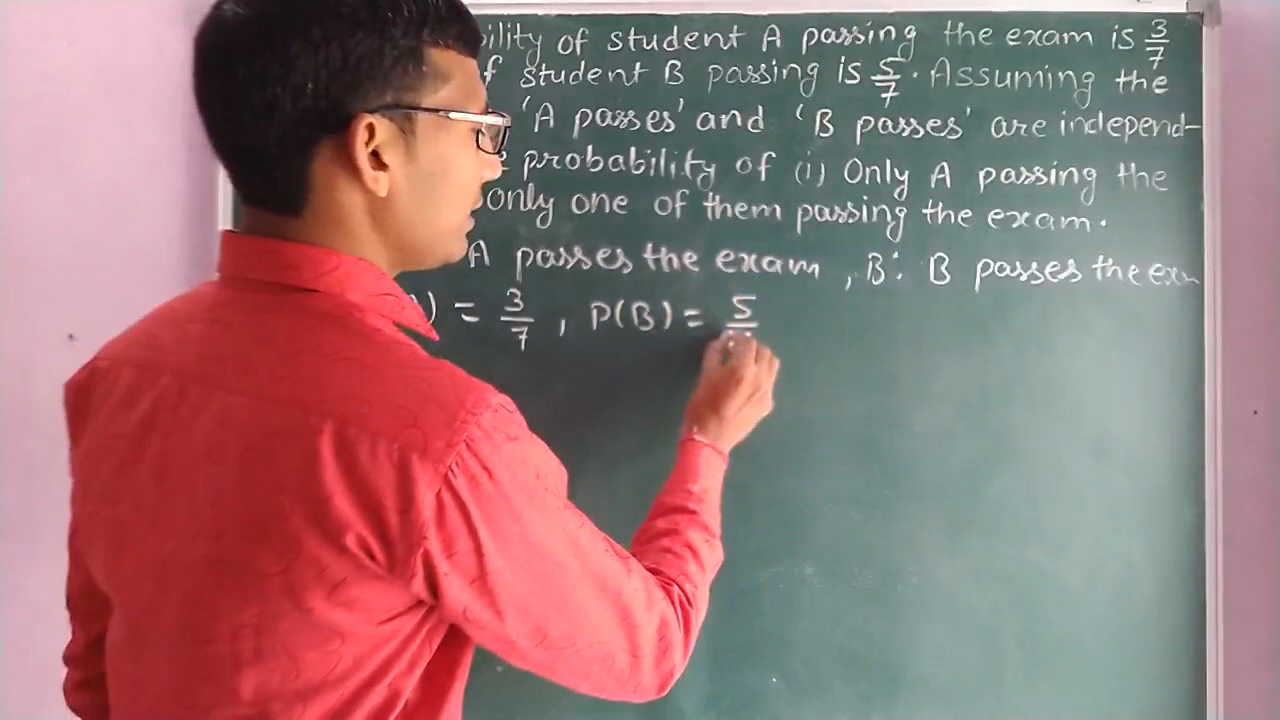 of student A passing the exam is 3/7
student B passing is 5/7. Assuming the
'A passes' and 'B passes' are independ-
probability of (i) Only A passing the
only one of them passing the exam.
A passes the exam, B: B passes the exm
) = 3/7, P(B) = 5/